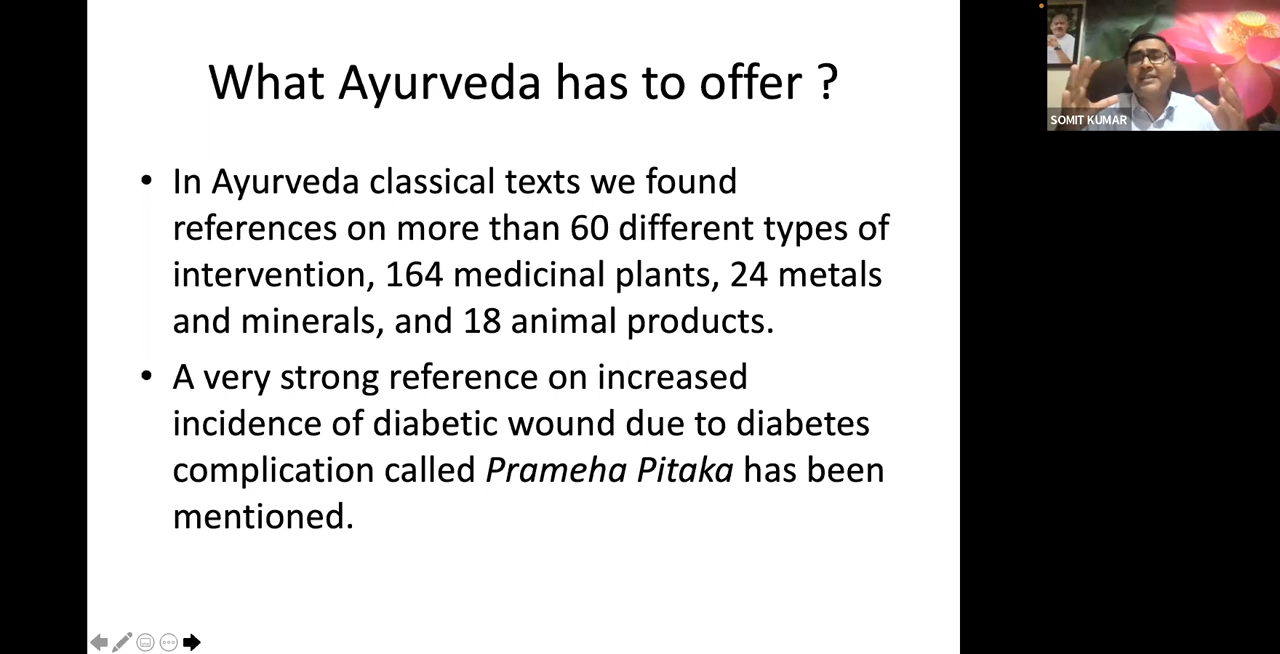 What Ayurveda has to offer ?
• In Ayurveda classical texts we found
references on more than 60 different types of
intervention, 164 medicinal plants, 24 metals
and minerals, and 18 animal products.
• A very strong reference on increased
incidence of diabetic wound due to diabetes
complication called Prameha Pitaka has been
mentioned.
SOMIT KUMAR